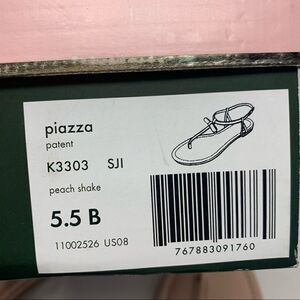 piazza
patent
K3303 SJI
peach shake
5.5 B
11002526 US08
767883091760